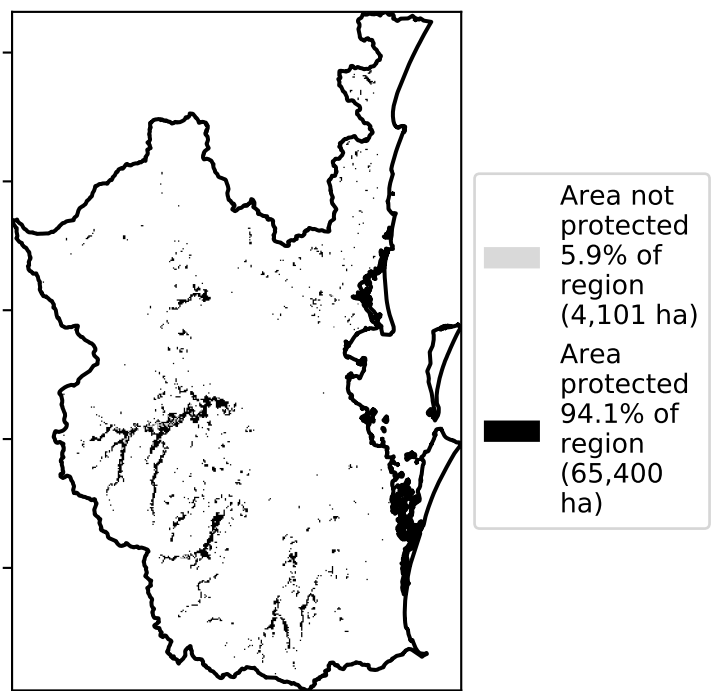 Area not
protected
5.9% of
region
(4,101 ha)
Area
protected
94.1% of
region
(65,400
ha)